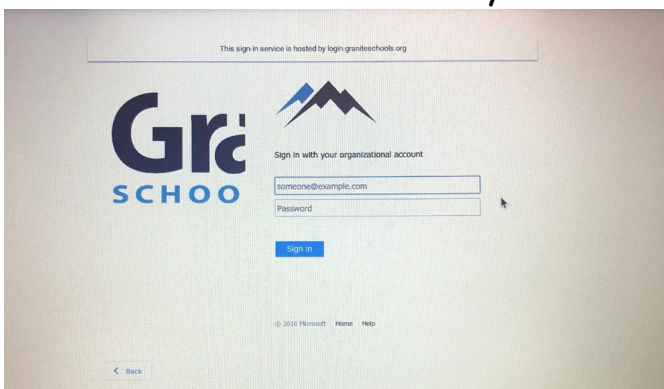 This sign-in service is hosted by login.graniteschools.org
Gra
SCHOO
Sign in with your organizational account
someone@example.com
Password
Sign in
© 2016 Microsoft Home Help
Back